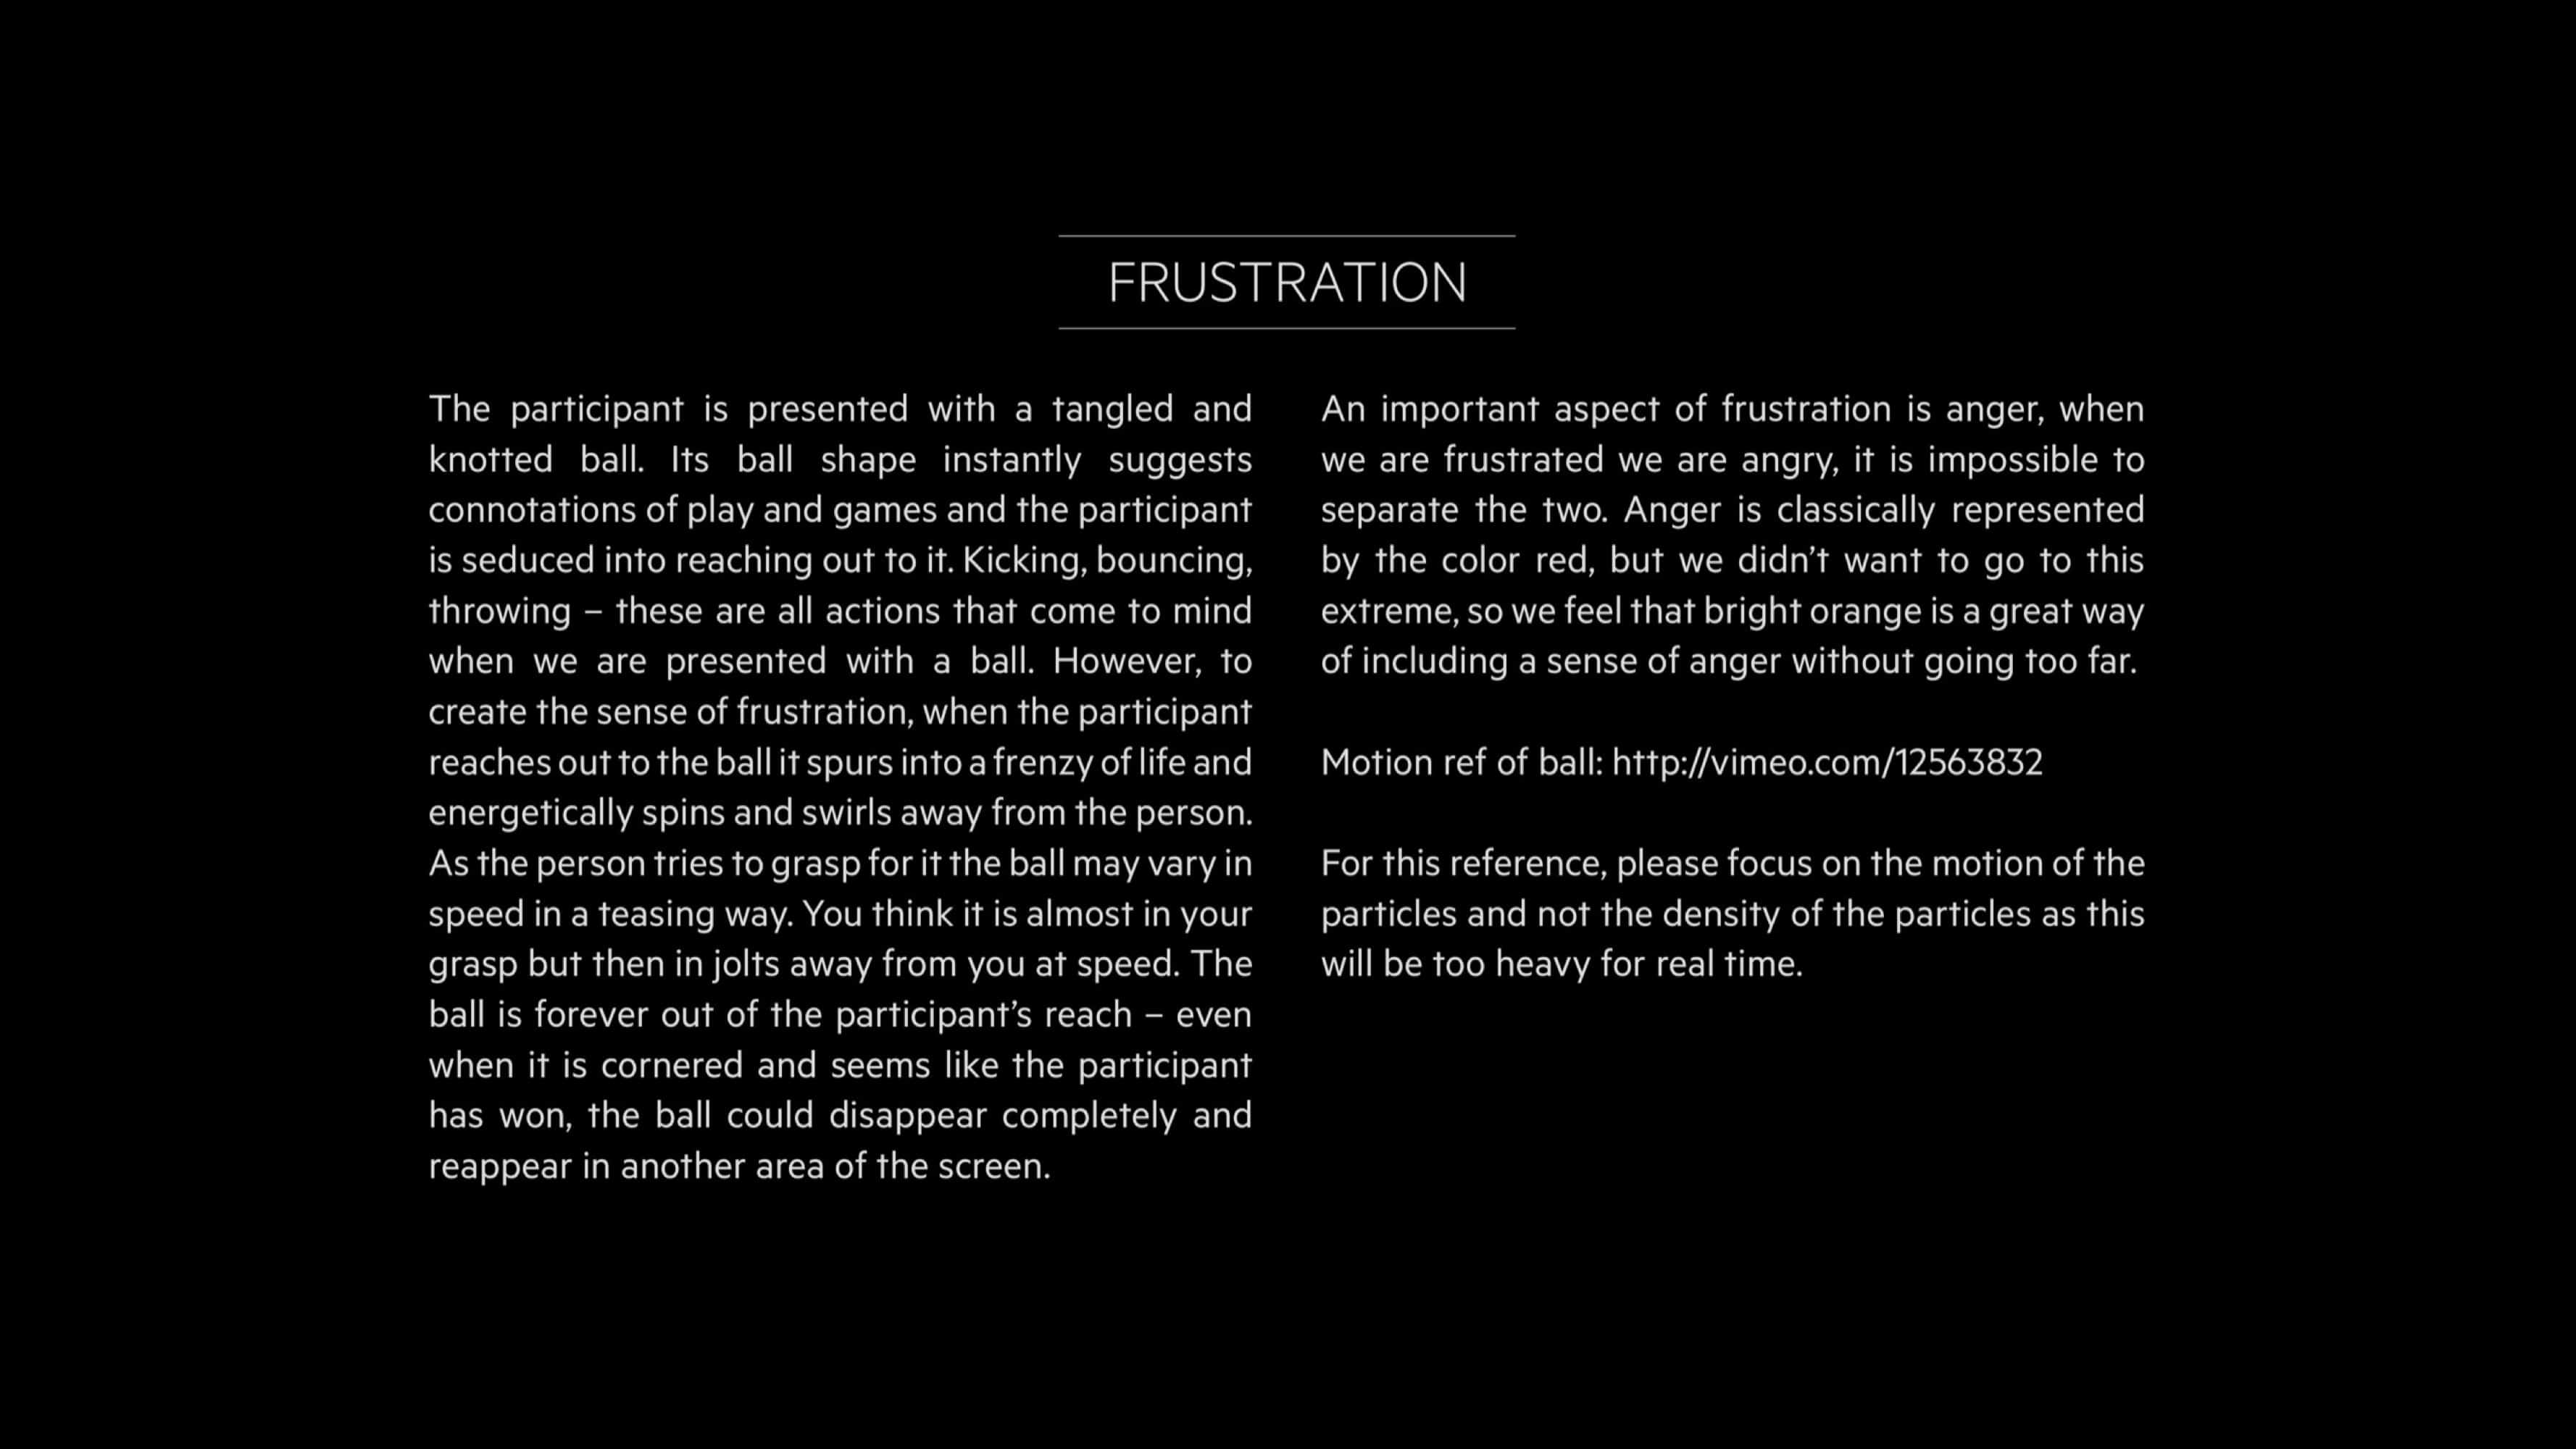 FRUSTRATION
The participant is presented with a tangled and
knotted ball. Its ball shape instantly suggests
connotations of play and games and the participant
is seduced into reaching out to it. Kicking, bouncing,
throwing – these are all actions that come to mind
when we are presented with a ball. However, to
create the sense of frustration, when the participant
reaches out to the ball it spurs into a frenzy of life and
energetically spins and swirls away from the person.
As the person tries to grasp for it the ball may vary in
speed in a teasing way. You think it is almost in your
grasp but then in jolts away from you at speed. The
ball is forever out of the participant’s reach – even
when it is cornered and seems like the participant
has won, the ball could disappear completely and
reappear in another area of the screen.
An important aspect of frustration is anger, when
we are frustrated we are angry, it is impossible to
separate the two. Anger is classically represented
by the color red, but we didn’t want to go to this
extreme, so we feel that bright orange is a great way
of including a sense of anger without going too far.
Motion ref of ball: http://vimeo.com/12563832
For this reference, please focus on the motion of the
particles and not the density of the particles as this
will be too heavy for real time.